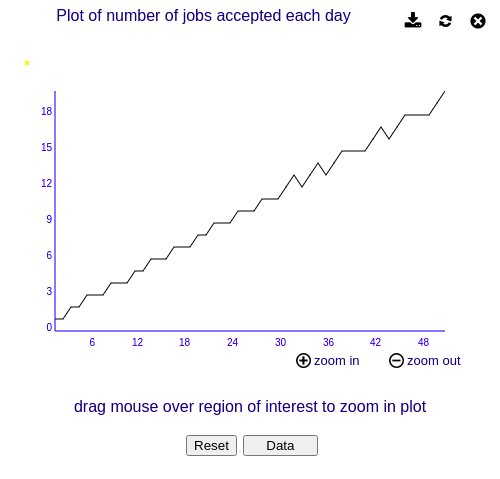 Plot of number of jobs accepted each day
18
15
12
9
6
3
0
6 12 18 24 30 36 42 48
zoom in zoom out
drag mouse over region of interest to zoom in plot
Reset Data